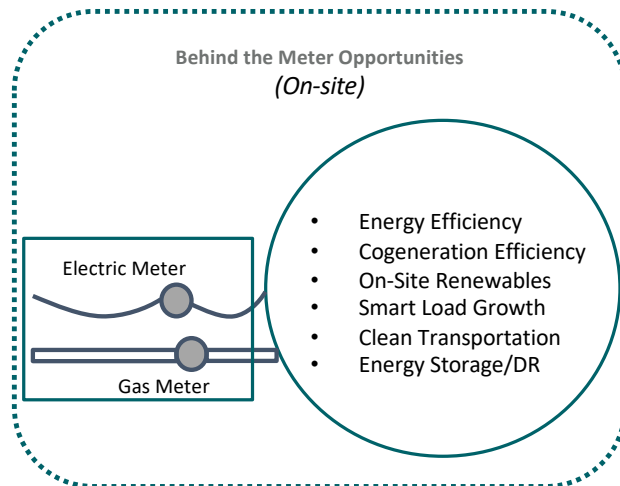 Behind the Meter Opportunities
(On-site)
• Energy Efficiency
• Cogeneration Efficiency
• On-Site Renewables
• Smart Load Growth
• Clean Transportation
• Energy Storage/DR
Electric Meter
Gas Meter